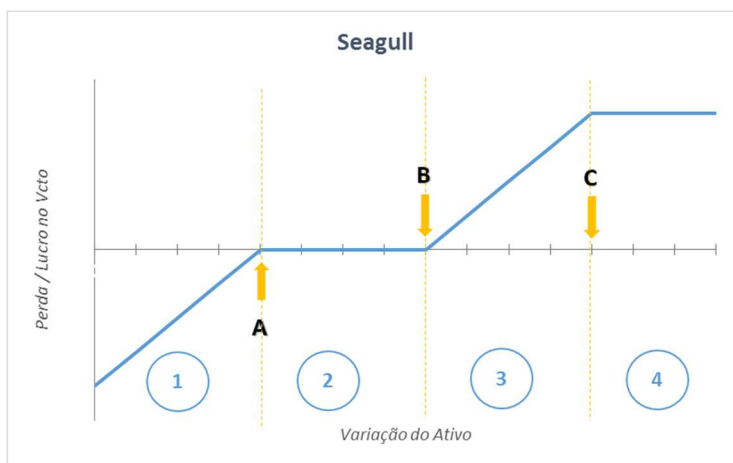 Seagull
Perda / Lucro no Vcto
B
C
A
1
2
3
4
Variação do Ativo